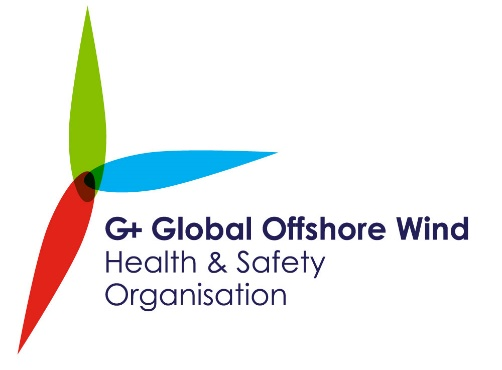 G+ Global Offshore Wind
Health & Safety
Organisation